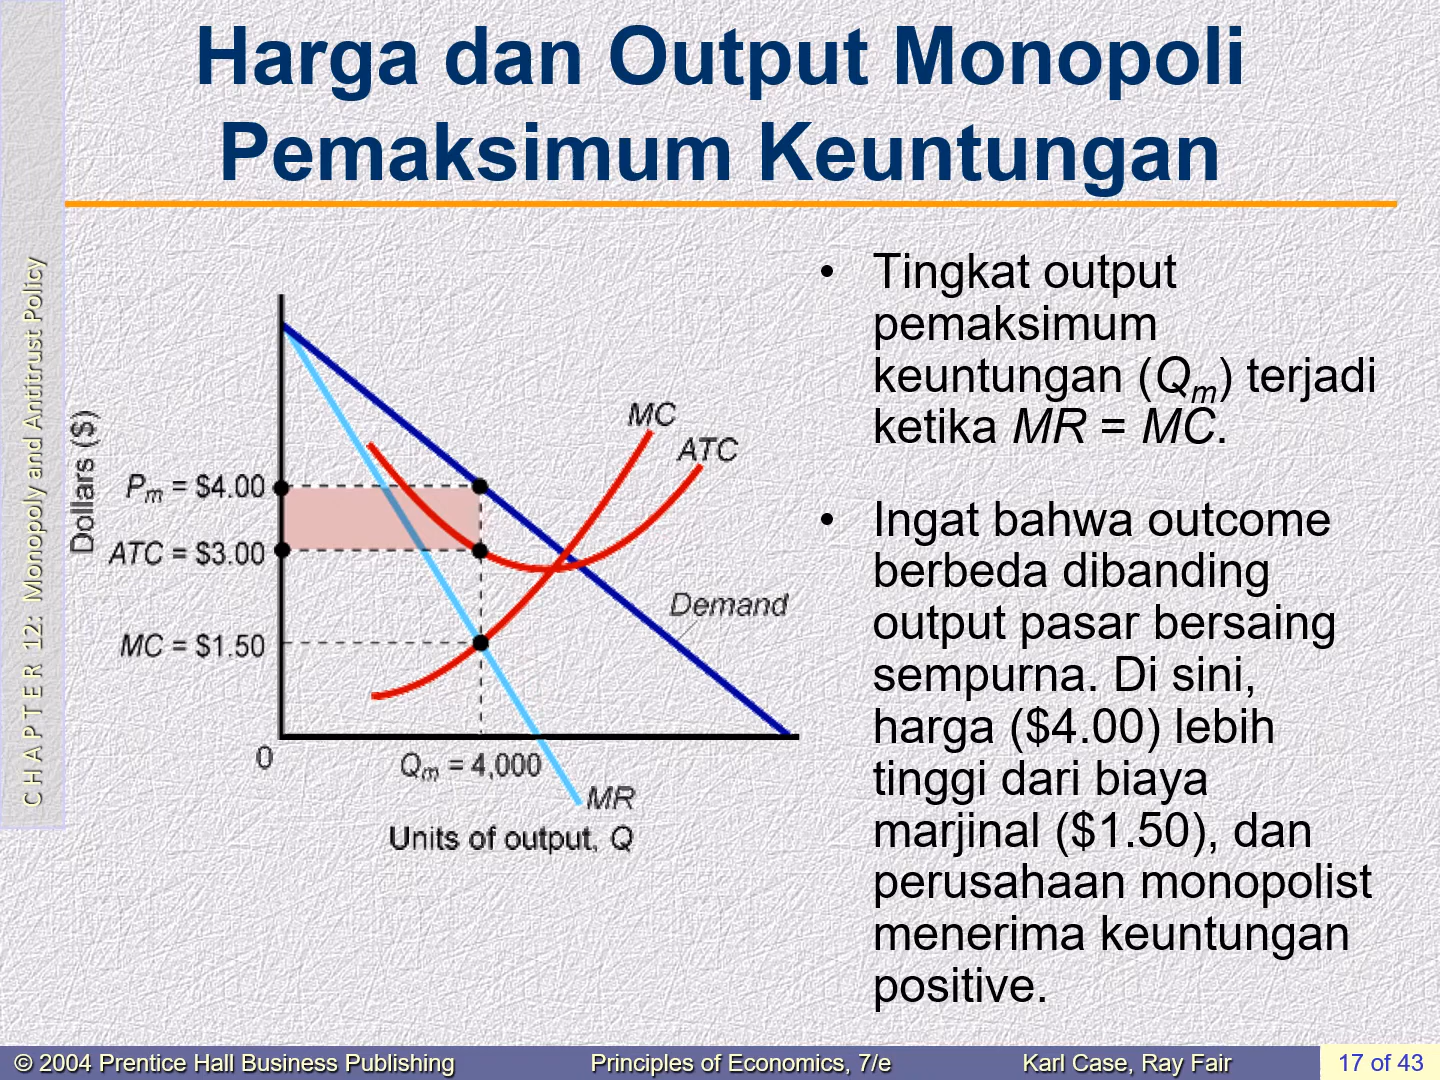 Harga dan Output Monopoli
Pemaksimum Keuntungan
CHAPTER 12: Monopoly and Antitrust Policy
Dollars ($)
Pm = $4.00
ATC = $3.00
MC = $1.50
MC
ATC
Demand
0
Qm = 4,000
MR
Units of output, Q
• Tingkat output
pemaksimum
keuntungan (Qm) terjadi
ketika MR = MC.
• Ingat bahwa outcome
berbeda dibanding
output pasar bersaing
sempurna. Di sini,
harga ($4.00) lebih
tinggi dari biaya
marjinal ($1.50), dan
perusahaan monopolist
menerima keuntungan
positive.
© 2004 Prentice Hall Business Publishing Principles of Economics, 7/e Karl Case, Ray Fair 17 of 43